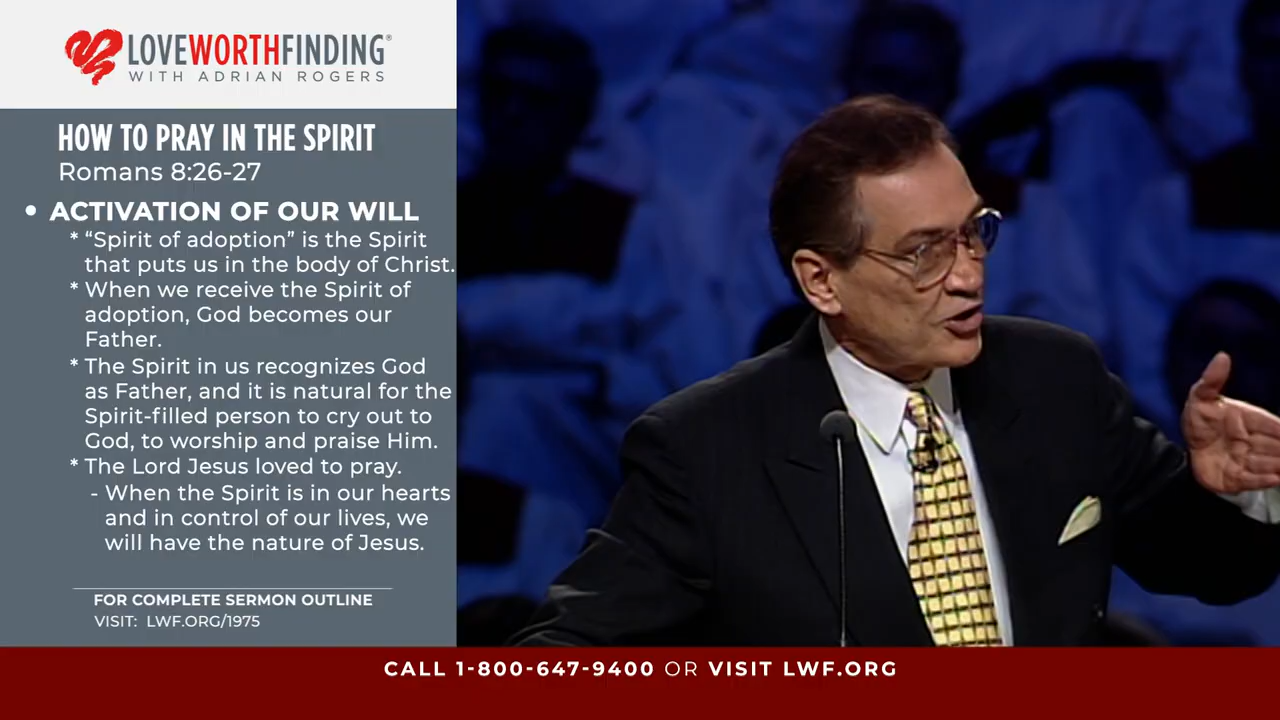 LOVEWORTHFINDING®
WITH ADRIAN ROGERS
HOW TO PRAY IN THE SPIRIT
Romans 8:26-27
• ACTIVATION OF OUR WILL
* “Spirit of adoption” is the Spirit
that puts us in the body of Christ.
* When we receive the Spirit of
adoption, God becomes our
Father.
* The Spirit in us recognizes God
as Father, and it is natural for the
Spirit-filled person to cry out to
God, to worship and praise Him.
* The Lord Jesus loved to pray.
- When the Spirit is in our hearts
and in control of our lives, we
will have the nature of Jesus.
FOR COMPLETE SERMON OUTLINE
VISIT: LWF.ORG/1975
CALL 1-800-647-9400 OR VISIT LWF.ORG